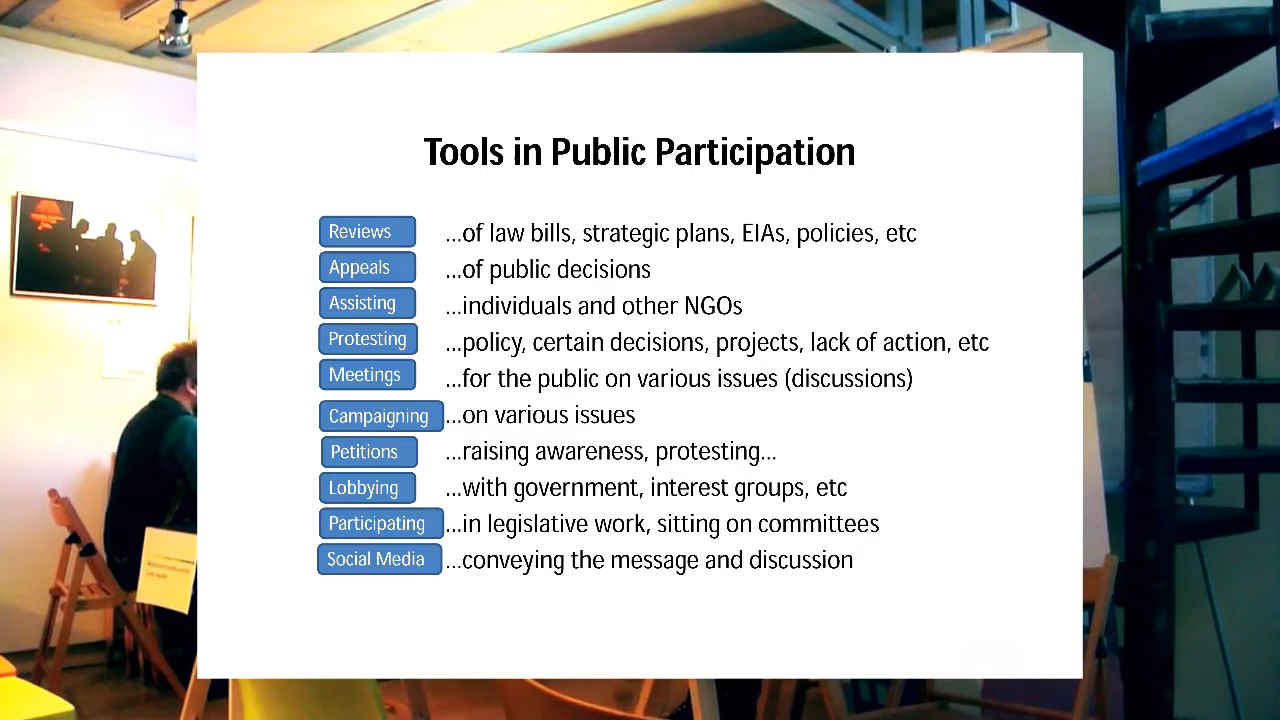 Tools in Public Participation
Reviews ...of law bills, strategic plans, EIAs, policies, etc
Appeals ...of public decisions
Assisting ...individuals and other NGOs
Protesting ...policy, certain decisions, projects, lack of action, etc
Meetings ...for the public on various issues (discussions)
Campaigning ...on various issues
Petitions ...raising awareness, protesting...
Lobbying ...with government, interest groups, etc
Participating ...in legislative work, sitting on committees
Social Media ...conveying the message and discussion